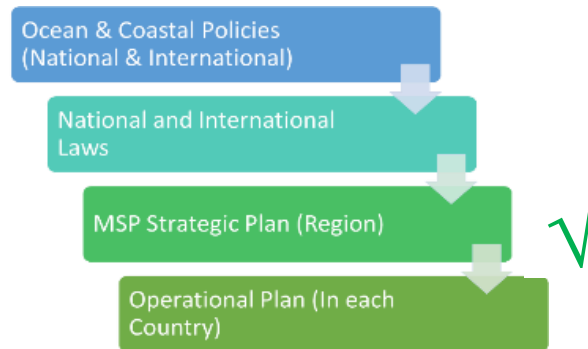 Ocean & Coastal Policies
(National & International)
National and International
Laws
MSP Strategic Plan (Region)
√
Operational Plan (In each
Country)